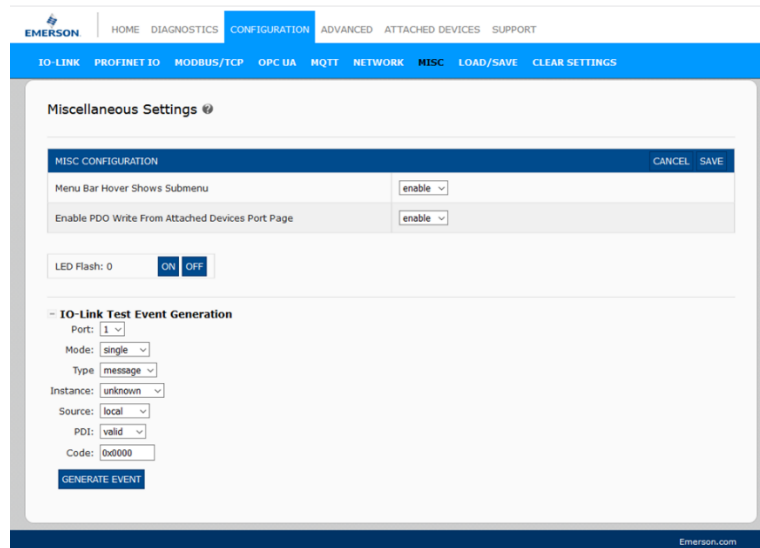 EMERSON.
HOME DIAGNOSTICS CONFIGURATION ADVANCED ATTACHED DEVICES SUPPORT
IO-LINK PROFINET IO MODBUS/TCP OPC UA MQTT NETWORK MISC LOAD/SAVE CLEAR SETTINGS
Miscellaneous Settings ?
MISC CONFIGURATION CANCEL SAVE
Menu Bar Hover Shows Submenu enable
Enable PDO Write From Attached Devices Port Page enable
LED Flash: 0 ON OFF
- IO-Link Test Event Generation
Port: 1
Mode: single
Type message
Instance: unknown
Source: local
PDI: valid
Code: 0x0000
GENERATE EVENT
Emerson.com